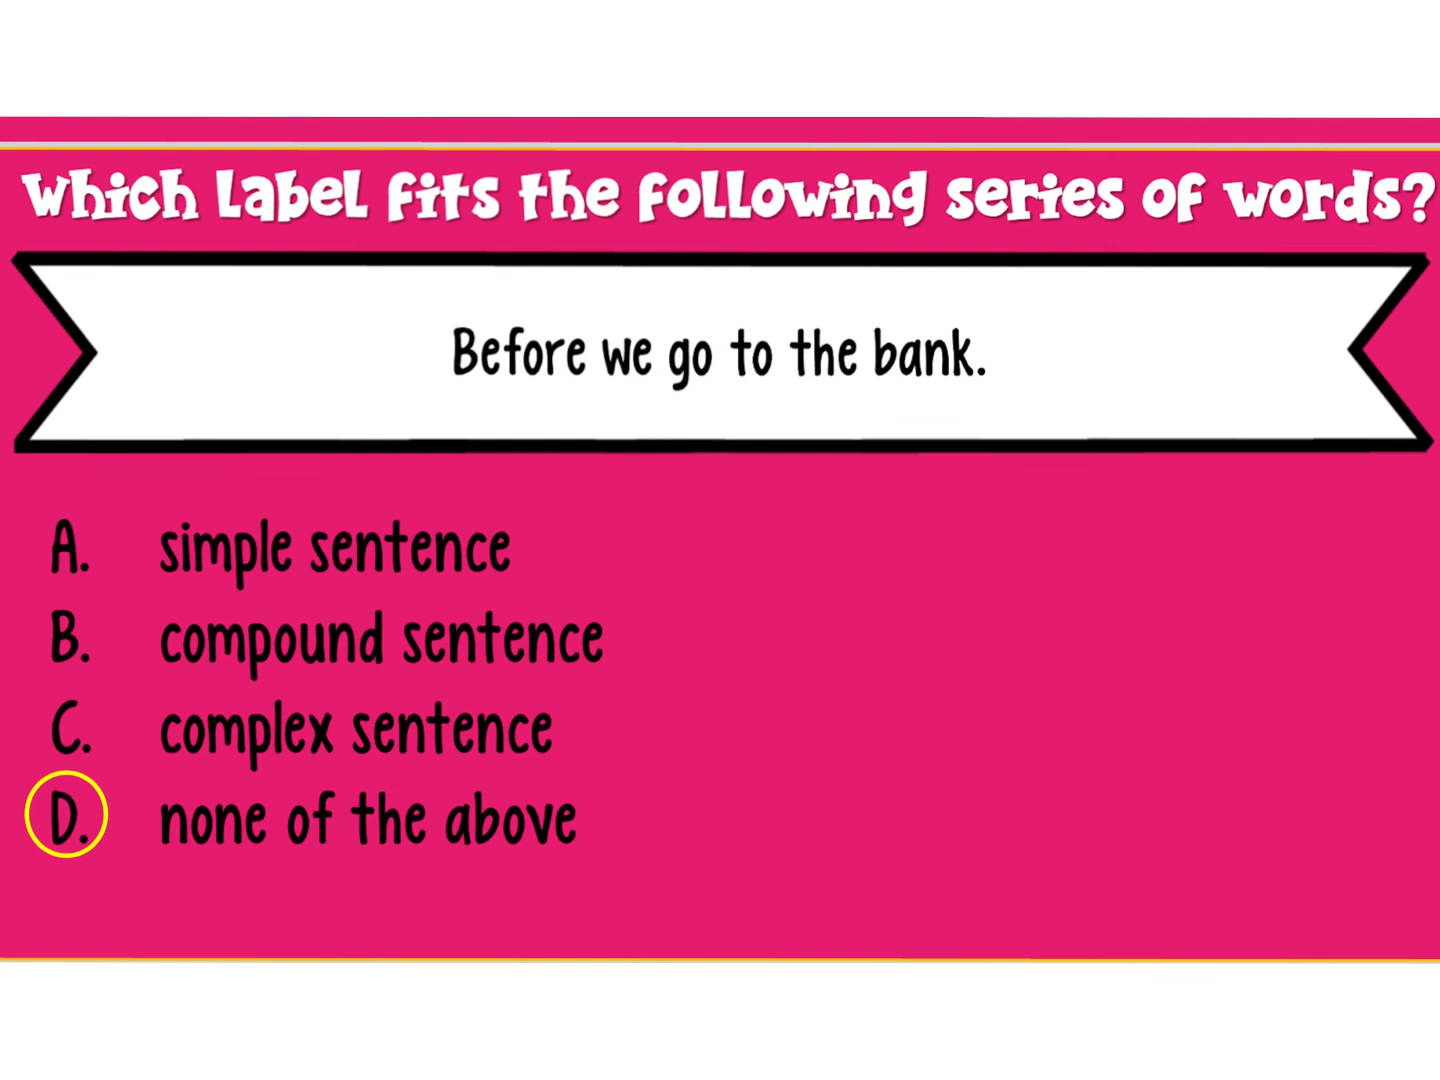 Which Label fits the following series of words?
Before we go to the bank.
A. simple sentence
B. compound sentence
C. complex sentence
D. none of the above